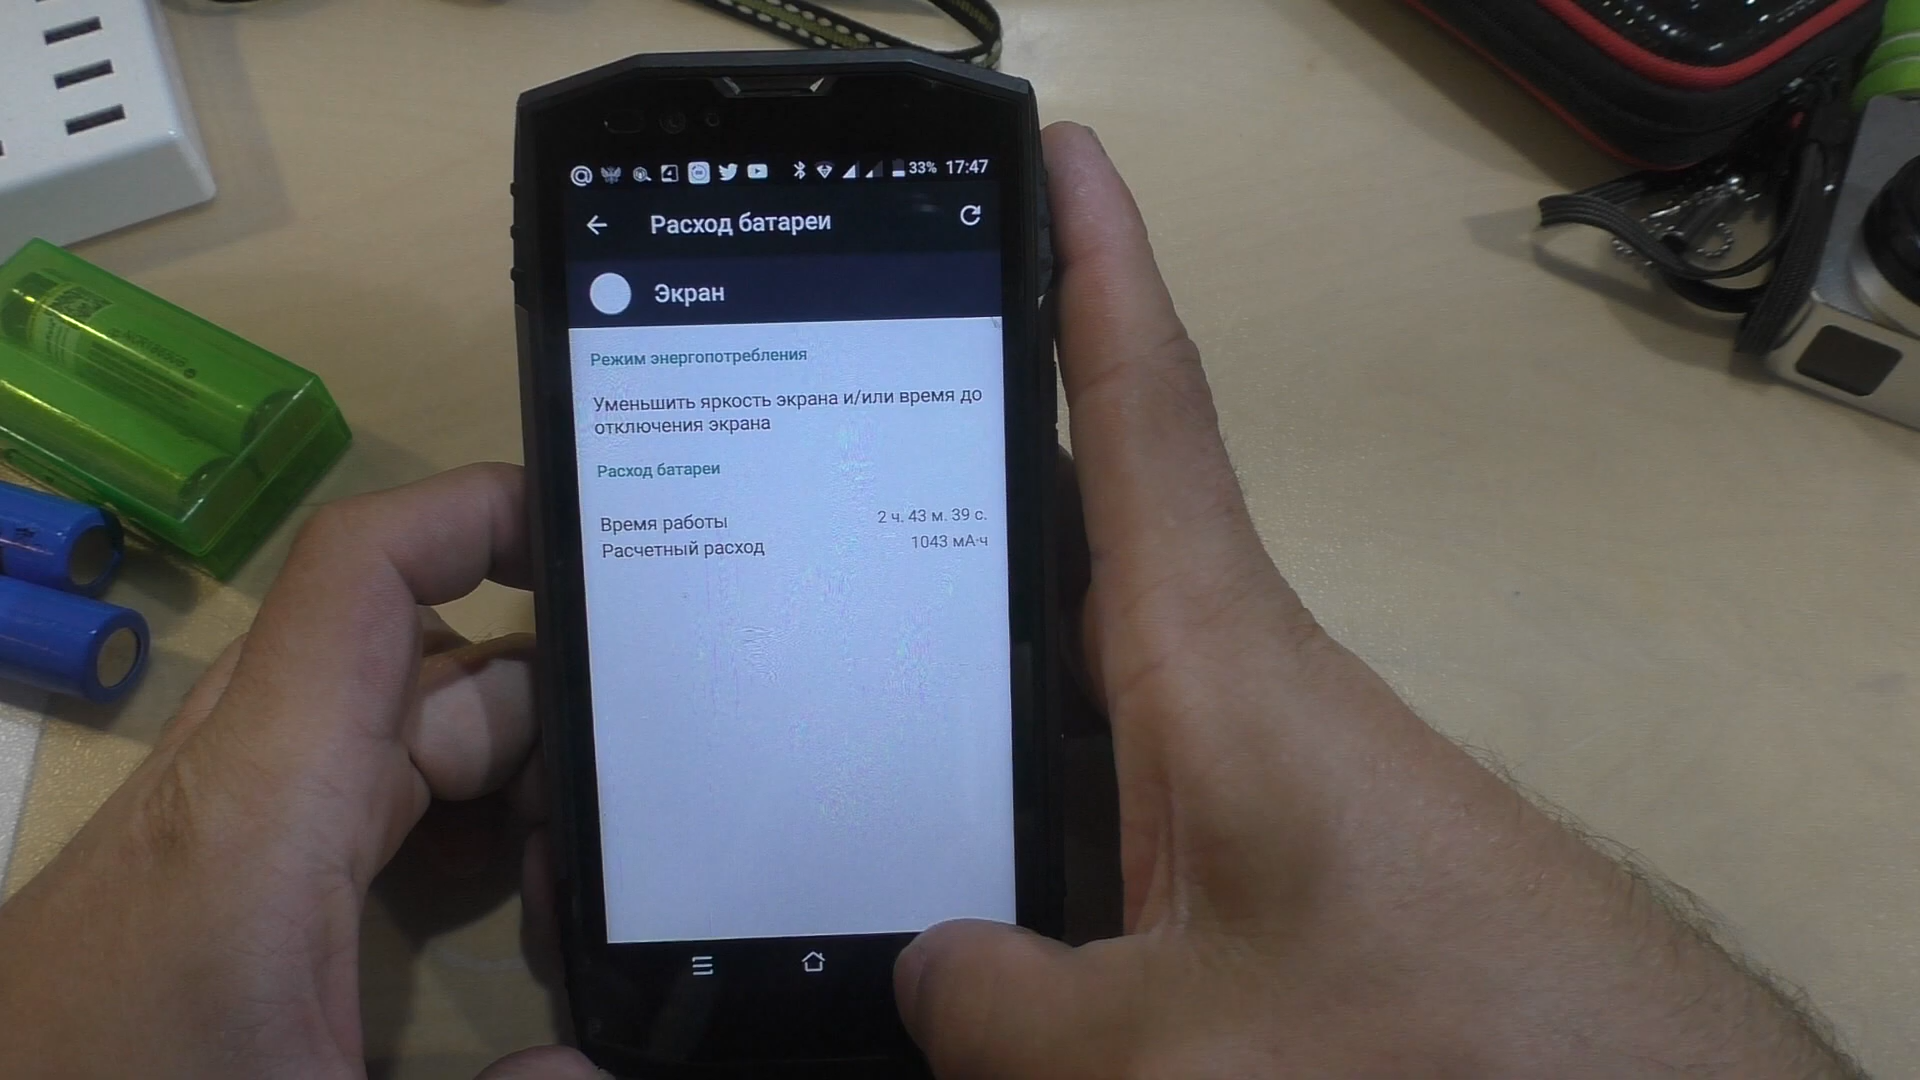 33% 17:47
Расход батареи
Экран
Режим энергопотребления
Уменьшить яркость экрана и/или время до
отключения экрана
Расход батареи
Время работы 2 ч. 43 м. 39 с.
Расчетный расход 1043 мА·ч